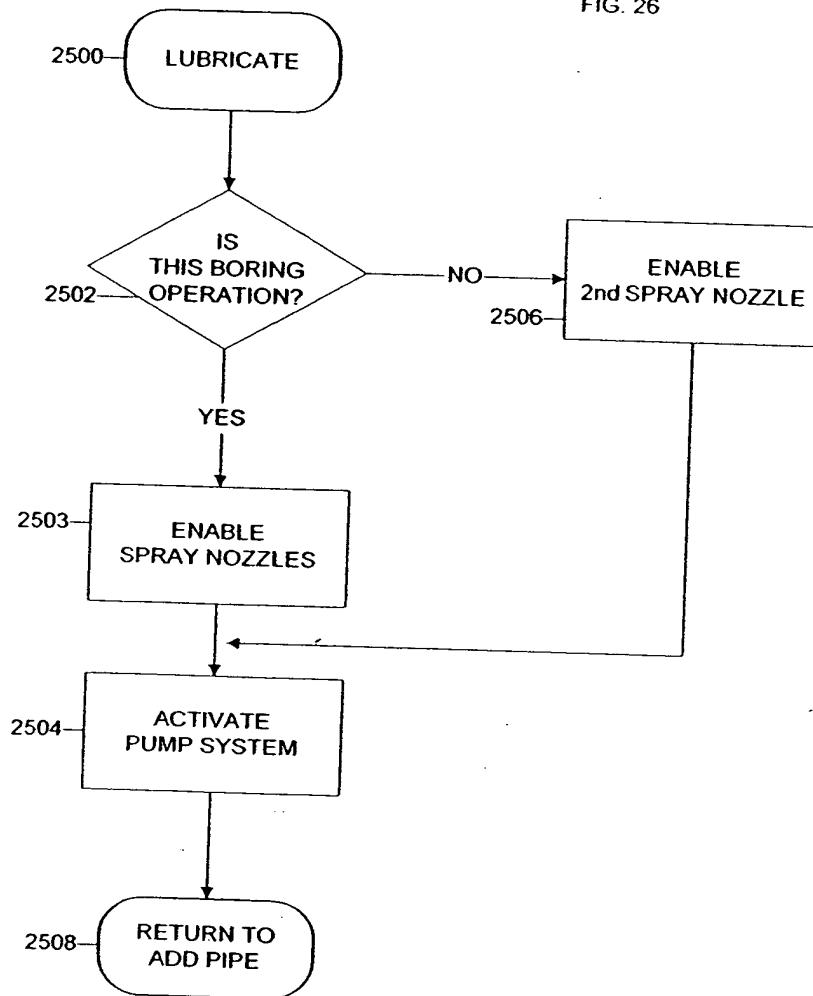 FIG. 26
2500
LUBRICATE
IS
THIS BORING
OPERATION?
2502
NO
ENABLE
2nd SPRAY NOZZLE
2506
YES
2503
ENABLE
SPRAY NOZZLES
2504
ACTIVATE
PUMP SYSTEM
2508
RETURN TO
ADD PIPE